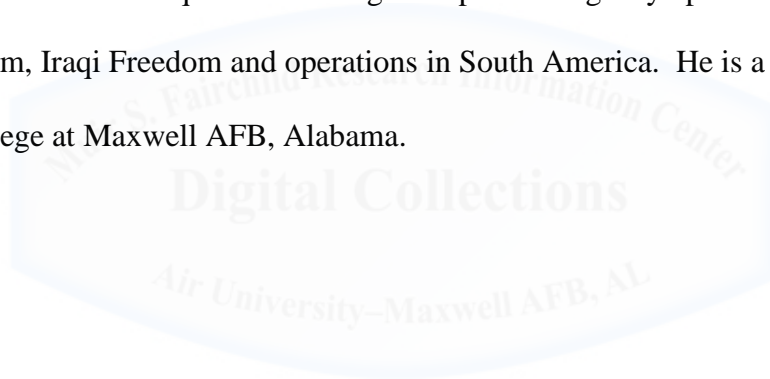 m, Iraqi Freedom and operations in South America. He is a
ege at Maxwell AFB, Alabama.
Muir S. Fairchild Research Information Center
Digital Collections
Air University–Maxwell AFB, AL